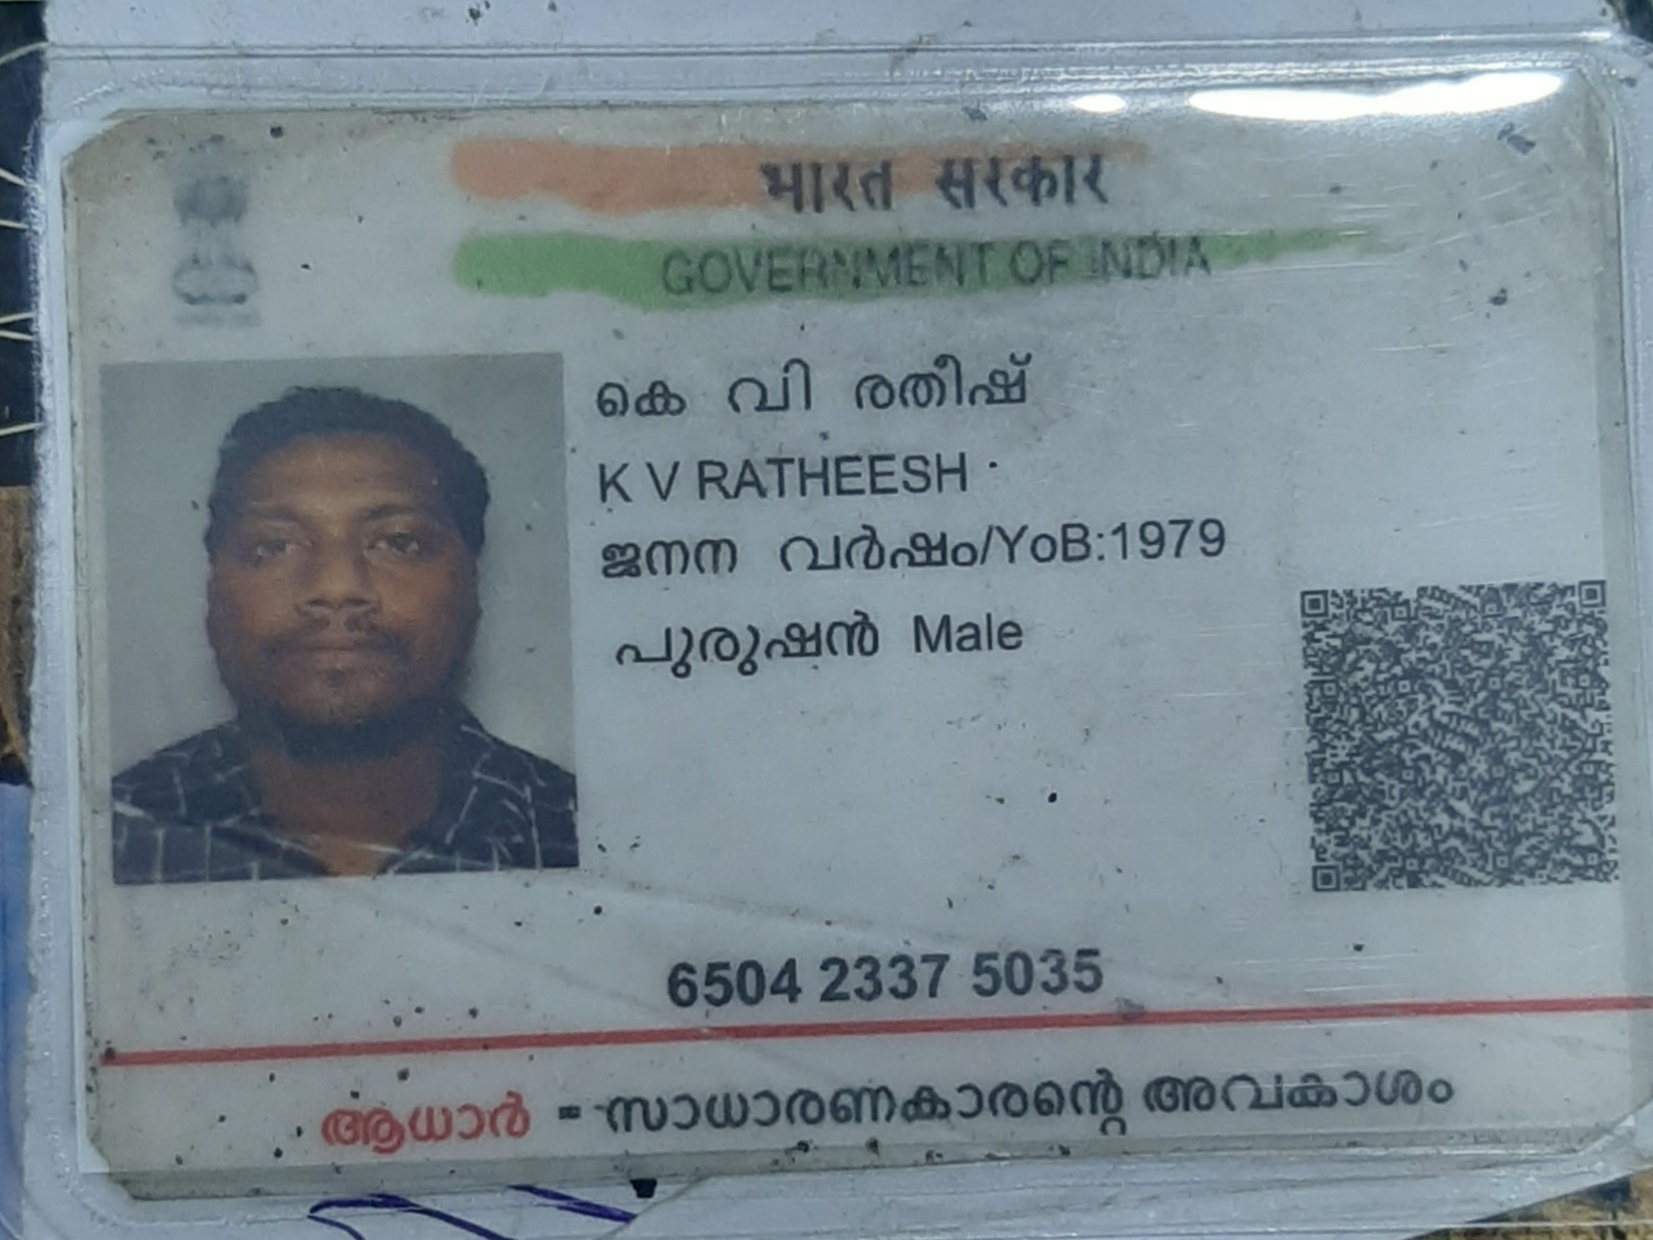 भारत सरकार
GOVERNMENT OF INDIA
കെ വി രതീഷ്
K V RATHEESH
ജനന വർഷം/YoB:1979
പുരുഷൻ Male
6504 2337 5035
ആധാർ - സാധാരണകാരന്റെ അവകാശം